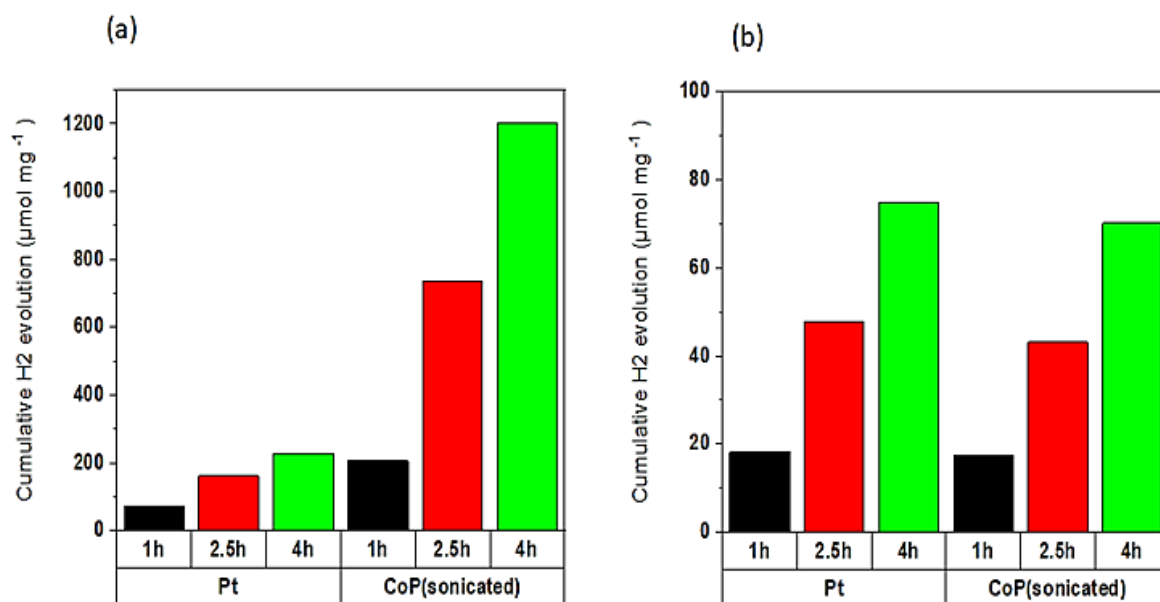 (a)
Cumulative H2 evolution (µmol mg⁻¹)
1200
1000
800
600
400
200
0
1h 2.5h 4h 1h 2.5h 4h
Pt CoP(sonicated)
(b)
Cumulative H2 evolution (µmol mg⁻¹ )
100
80
60
40
20
0
1h 2.5h 4h 1h 2.5h 4h
Pt CoP(sonicated)